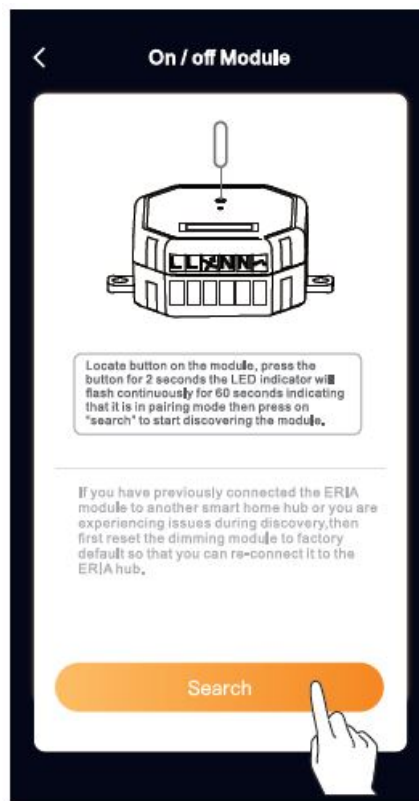 On / off Module
Locate button on the module, press the
button for 2 seconds the LED indicator will
flash continuously for 60 seconds indicating
that it is in pairing mode then press on
"search" to start discovering the module.
If you have previously connected the ERIA
module to another smart home hub or you are
experiencing issues during discovery,then
first reset the dimming module to factory
default so that you can re-connect it to the
ERIA hub.
Search